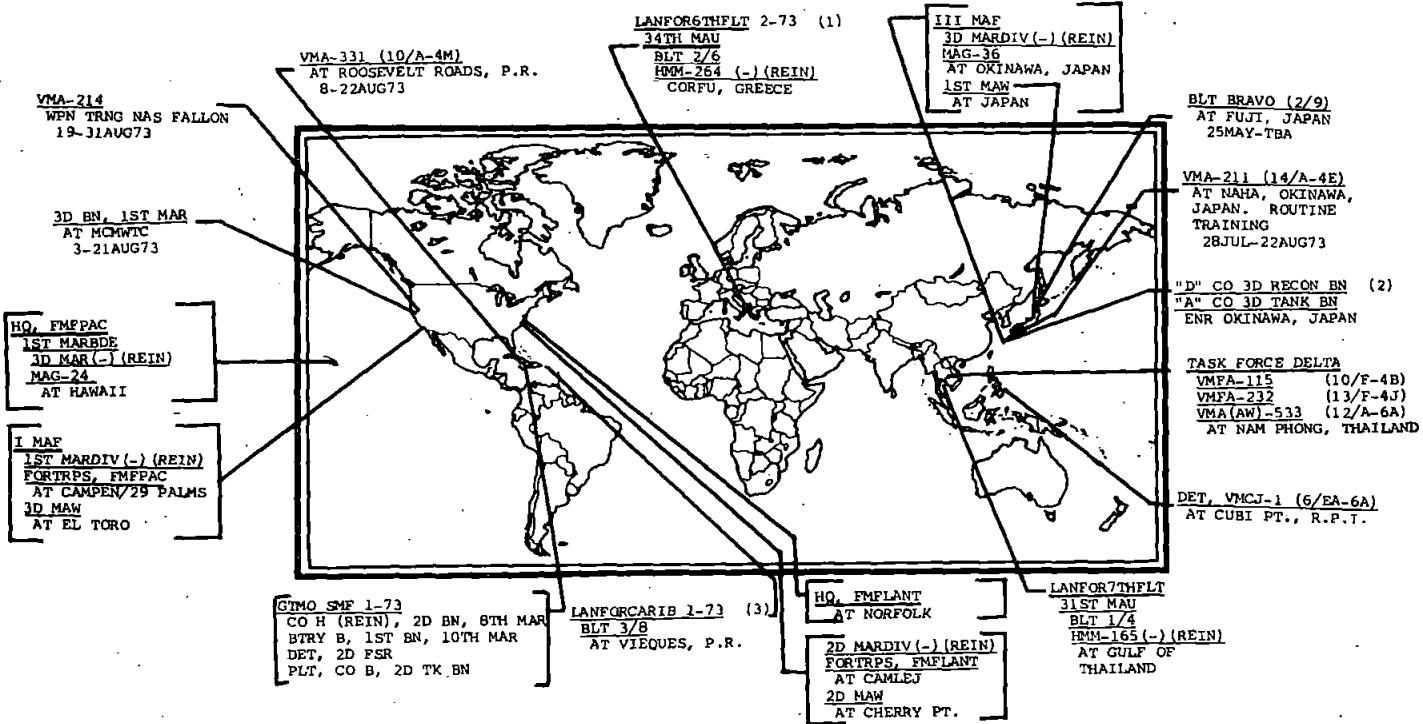 LANFOR6THFLT 2-73 (1)
34TH MAU
BLT 2/6
HMM-264 (-)(REIN)
CORFU, GREECE
III MAF
3D MARDIV(-)(REIN)
MAG-36
AT OKINAWA, JAPAN
1ST MAW
AT JAPAN
VMA-331 (10/A-4M)
AT ROOSEVELT ROADS, P.R.
8-22AUG73
VMA-214
WPN TRNG NAS FALLON
19-31AUG73
BLT BRAVO (2/9)
AT FUJI, JAPAN
25MAY-TBA
3D BN, 1ST MAR
AT MCMWTC
3-21AUG73
VMA-211 (14/A-4E)
AT NAHA, OKINAWA,
JAPAN. ROUTINE
TRAINING
28JUL-22AUG73
"D" CO 3D RECON BN (2)
"A" CO 3D TANK BN
ENR OKINAWA, JAPAN
HQ, FMFPAC
1ST MARBDE
3D MAR(-)(REIN)
MAG-24
AT HAWAII
TASK FORCE DELTA
VMFA-115 (10/F-4B)
VMFA-232 (13/F-4J)
VMA(AW)-533 (12/A-6A)
AT NAM PHONG, THAILAND
I MAF
1ST MARDIV(-)(REIN)
FORTRPS, FMFPAC
AT CAMPEN/29 PALMS
3D MAW
AT EL TORO
DET, VMCJ-1 (6/EA-6A)
AT CUBI PT., R.P.I.
GTMO SMF 1-73
CO H (REIN), 2D BN, 8TH MAR
BTRY B, 1ST BN, 10TH MAR
DET, 2D FSR
PLT, CO B, 2D TK BN
LANFORCARIB 1-73 (3)
BLT 3/8
AT VIEQUES, P.R.
HQ, FMFLANT
AT NORFOLK
2D MARDIV(-)(REIN)
FORTRPS, FMFLANT
AT CAMLEJ
2D MAW
AT CHERRY PT.
LANFOR7THFLT
31ST MAU
BLT 1/4
HMM-165(-)(REIN)
AT GULF OF
THAILAND